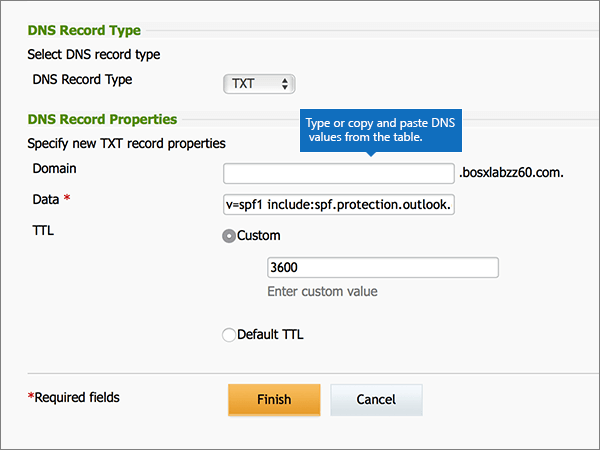 DNS Record Type
Select DNS record type
DNS Record Type
TXT
DNS Record Properties
Type or copy and paste DNS
values from the table.
Specify new TXT record properties
Domain
.bosxlabzz60.com.
Data *
v=spf1 include:spf.protection.outlook.
TTL
Custom
3600
Enter custom value
Default TTL
*Required fields
Finish
Cancel